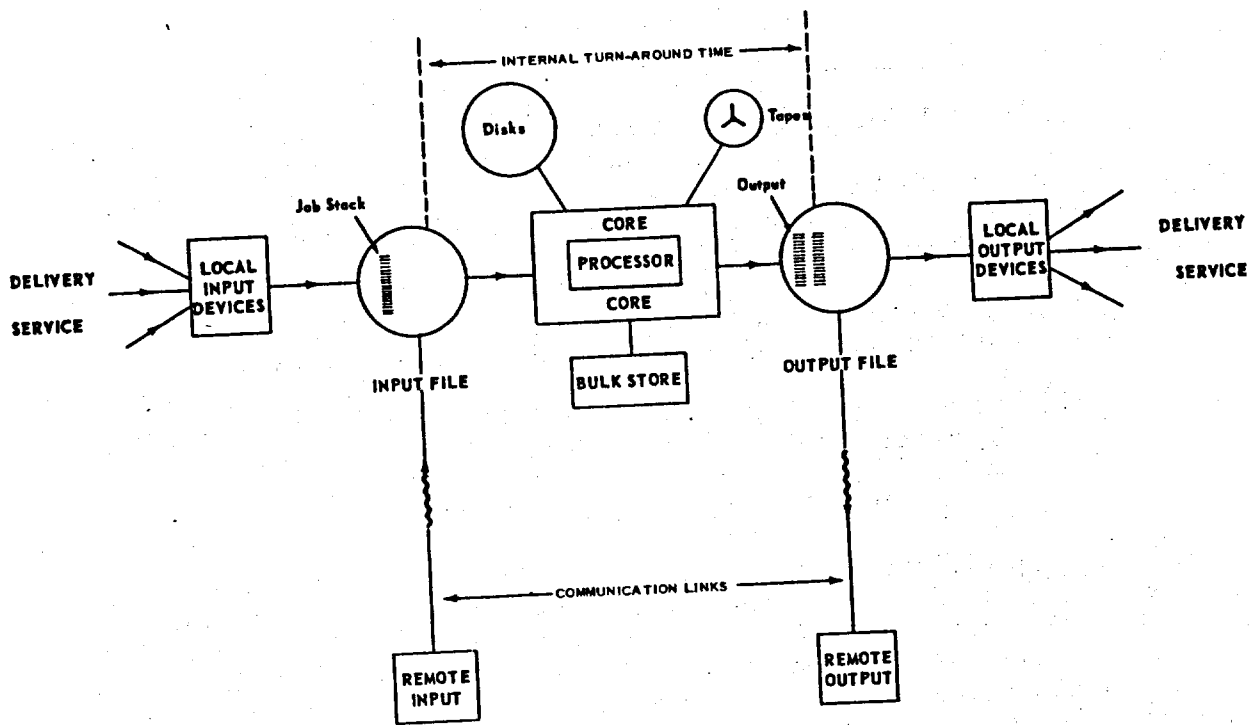 INTERNAL TURN-AROUND TIME
Disks
Tapes
Job Stack
Output
CORE
PROCESSOR
CORE
DELIVERY
SERVICE
LOCAL
INPUT
DEVICES
LOCAL
OUTPUT
DEVICES
DELIVERY
SERVICE
INPUT FILE
BULK STORE
OUTPUT FILE
COMMUNICATION LINKS
REMOTE
INPUT
REMOTE
OUTPUT